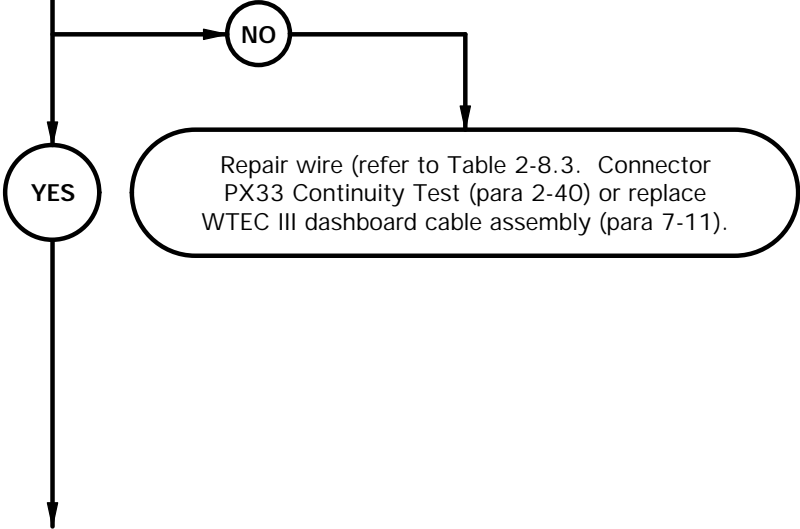 NO
YES
Repair wire (refer to Table 2-8.3.  Connector
PX33 Continuity Test (para 2-40) or replace
WTEC III dashboard cable assembly (para 7-11).